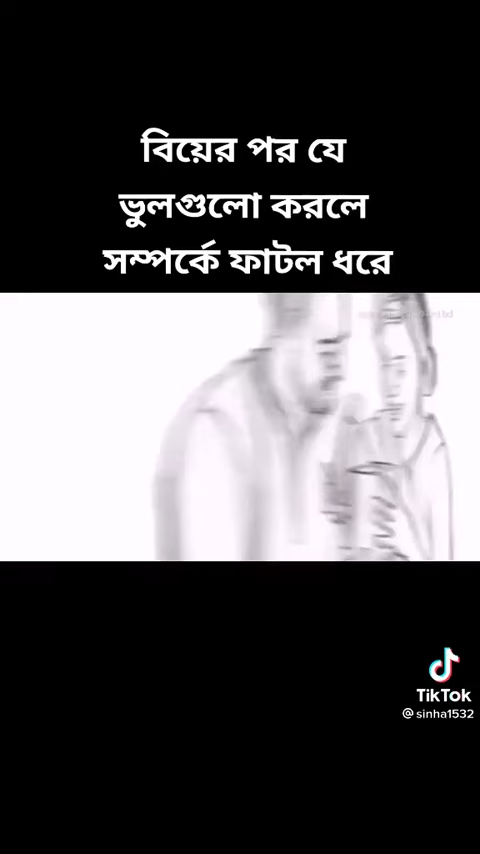 বিয়ের পর যে
ভুলগুলো করলে
সম্পর্কে ফাটল ধরে
TikTok
@sinha1532